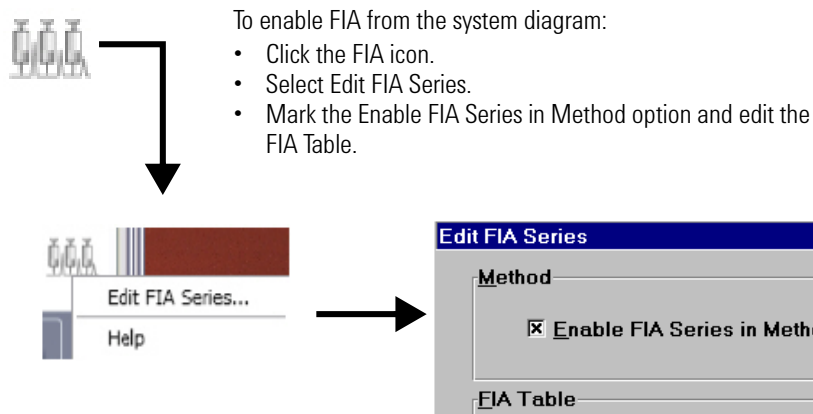 To enable FIA from the system diagram:
• Click the FIA icon.
• Select Edit FIA Series.
• Mark the Enable FIA Series in Method option and edit the
FIA Table.
Edit FIA Series...
Help
Edit FIA Series
Method
Enable FIA Series in Meth
FIA Table